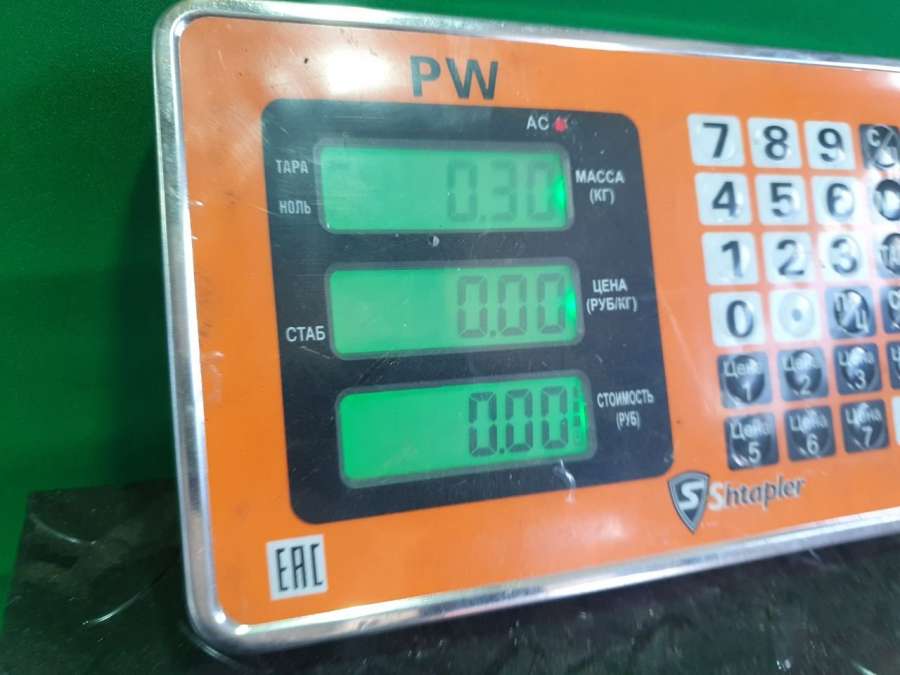 PW
AC
ТАРА
НОЛЬ
0.30
МАССА
(КГ)
СТАБ
0.00
ЦЕНА
(РУБ/КГ)
0.00
СТОИМОСТЬ
(РУБ)
7 8 9 C
4 5 6
1 2 3
0
Цена 1
Цена 2
Цена 3
Цена 5
Цена 6
Цена 7
S Shtapler
EAC